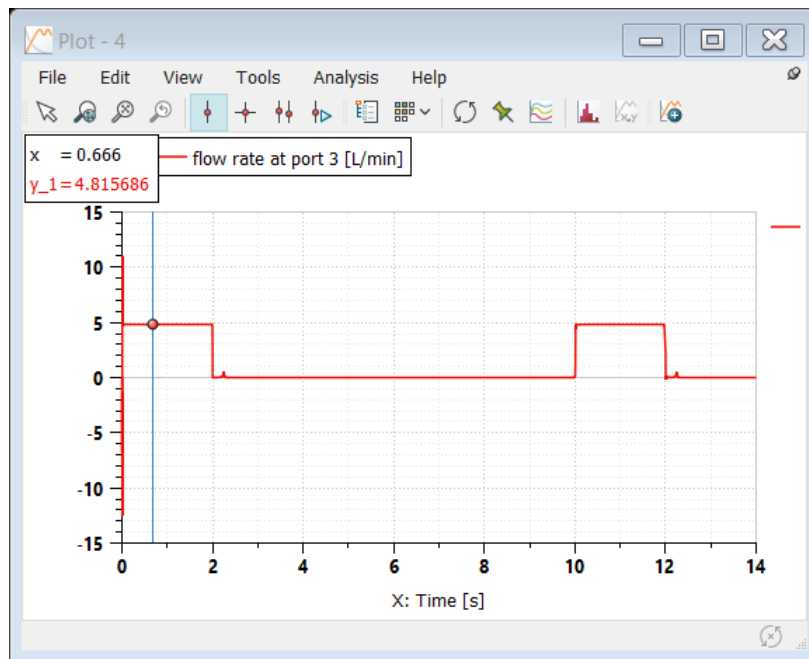 Plot - 4
File Edit View Tools Analysis Help
x = 0.666
y_1=4.815686
flow rate at port 3 [L/min]
15
10
5
0
-5
-10
-15
0 2 4 6 8 10 12 14
X: Time [s]